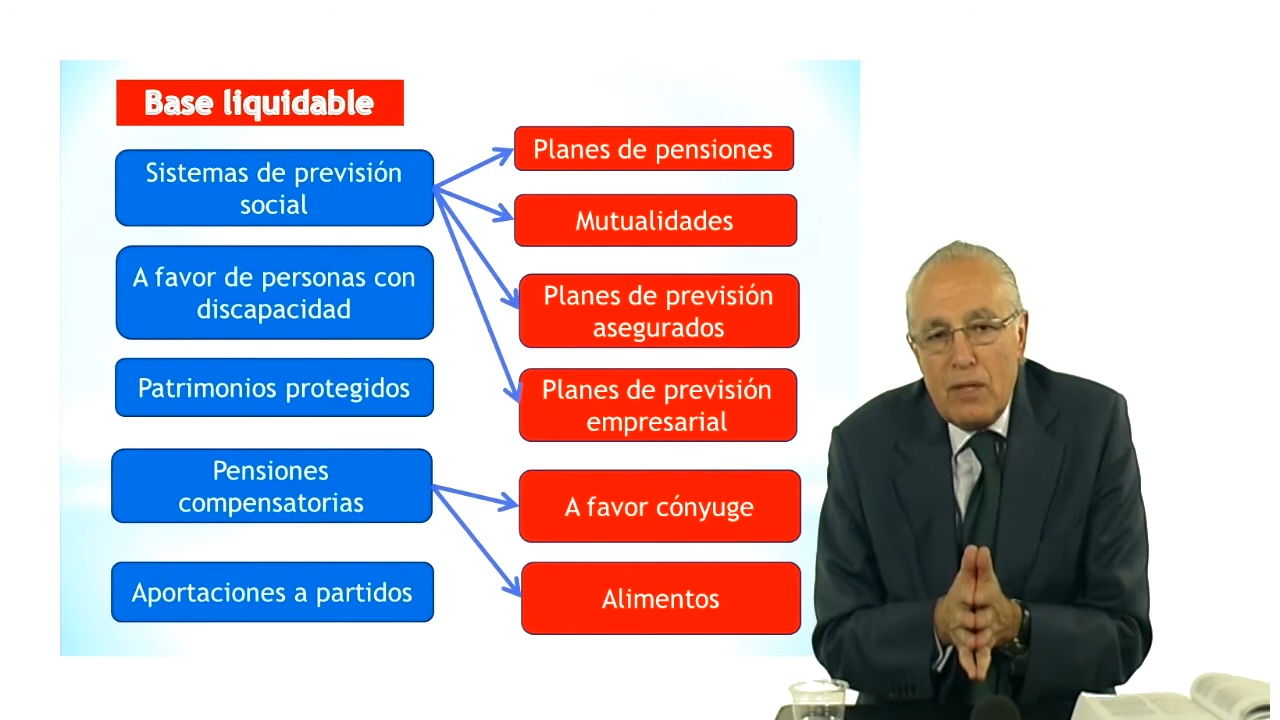 Base liquidable
Sistemas de previsión
social
A favor de personas con
discapacidad
Patrimonios protegidos
Pensiones
compensatorias
Aportaciones a partidos
Planes de pensiones
Mutualidades
Planes de previsión
asegurados
Planes de previsión
empresarial
A favor cónyuge
Alimentos